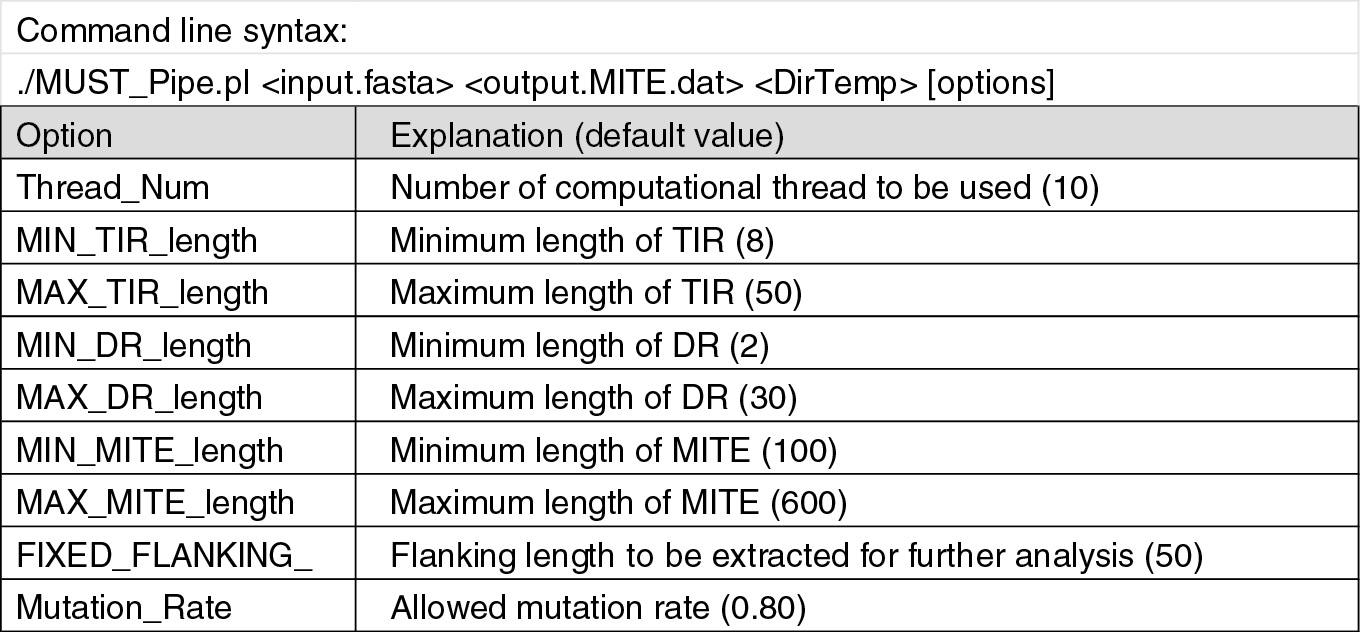 Command line syntax:
./MUST_Pipe.pl <input.fasta> <output.MITE.dat> <DirTemp> [options]
Option Explanation (default value)
Thread_Num Number of computational thread to be used (10)
MIN_TIR_length Minimum length of TIR (8)
MAX_TIR_length Maximum length of TIR (50)
MIN_DR_length Minimum length of DR (2)
MAX_DR_length Maximum length of DR (30)
MIN_MITE_length Minimum length of MITE (100)
MAX_MITE_length Maximum length of MITE (600)
FIXED_FLANKING_ Flanking length to be extracted for further analysis (50)
Mutation_Rate Allowed mutation rate (0.80)